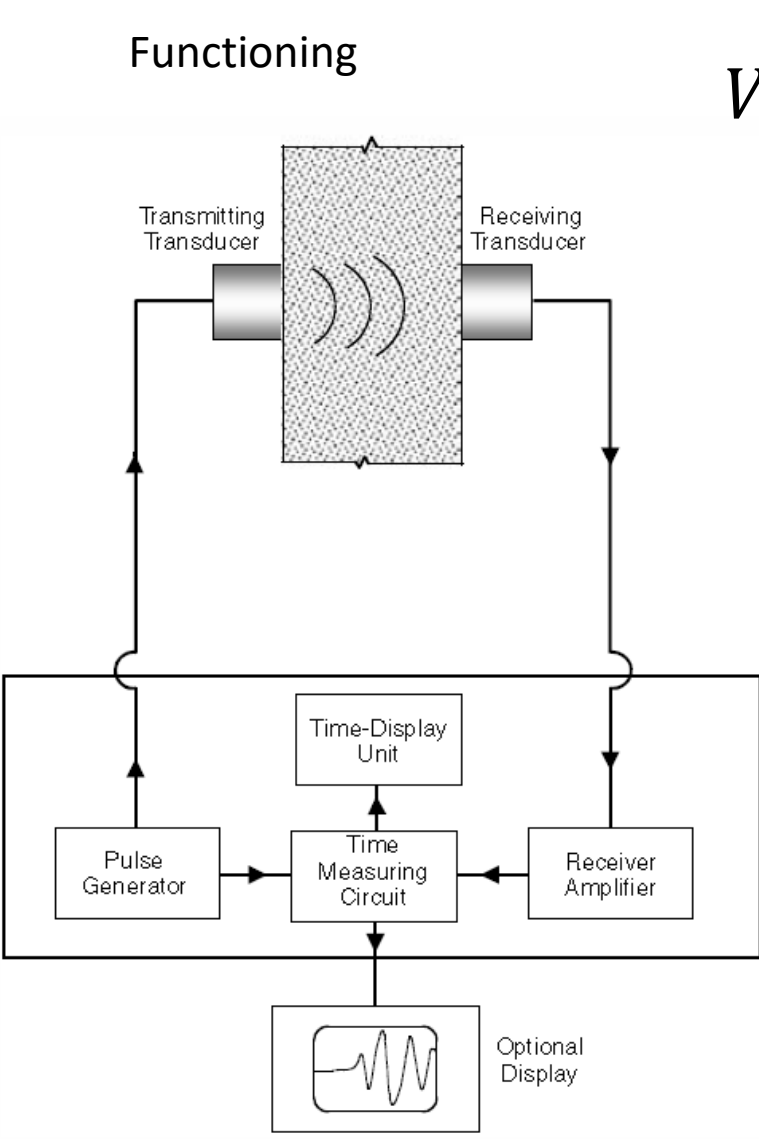 Functioning
V
Transmitting
Transducer
Receiving
Transducer
Time-Display
Unit
Pulse
Generator
Time
Measuring
Circuit
Receiver
Amplifier
Optional
Display